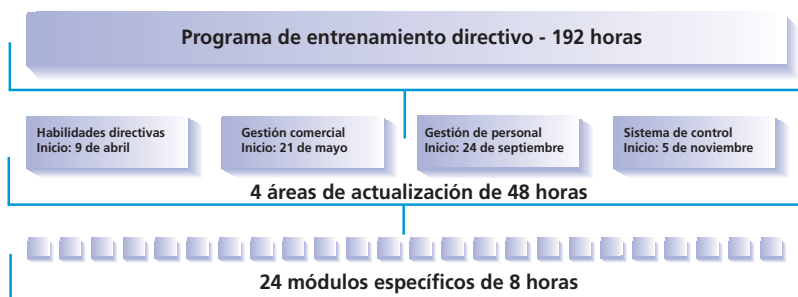 Programa de entrenamiento directivo - 192 horas
Habilidades directivas
Inicio: 9 de abril
Gestión comercial
Inicio: 21 de mayo
Gestión de personal
Inicio: 24 de septiembre
Sistema de control
Inicio: 5 de noviembre
4 áreas de actualización de 48 horas
24 módulos específicos de 8 horas